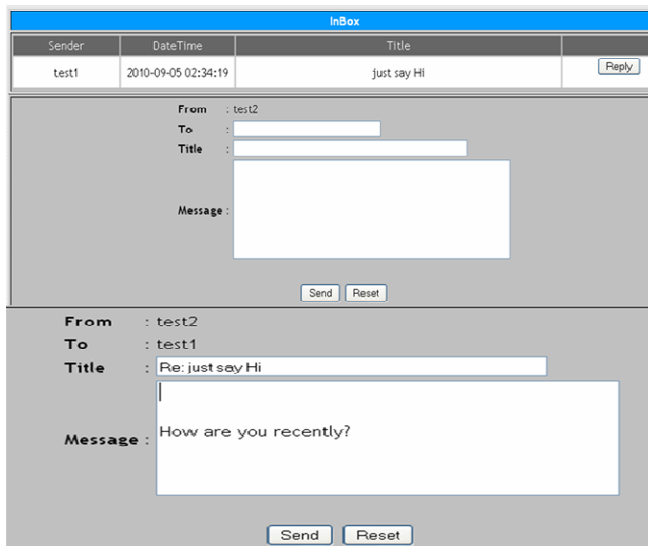 InBox
Sender DateTime Title
test1 2010-09-05 02:34:19 just say Hi Reply
From : test2
To :
Title :
Message :
Send Reset
From : test2
To : test1
Title : Re: just say Hi
Message : How are you recently?
Send Reset